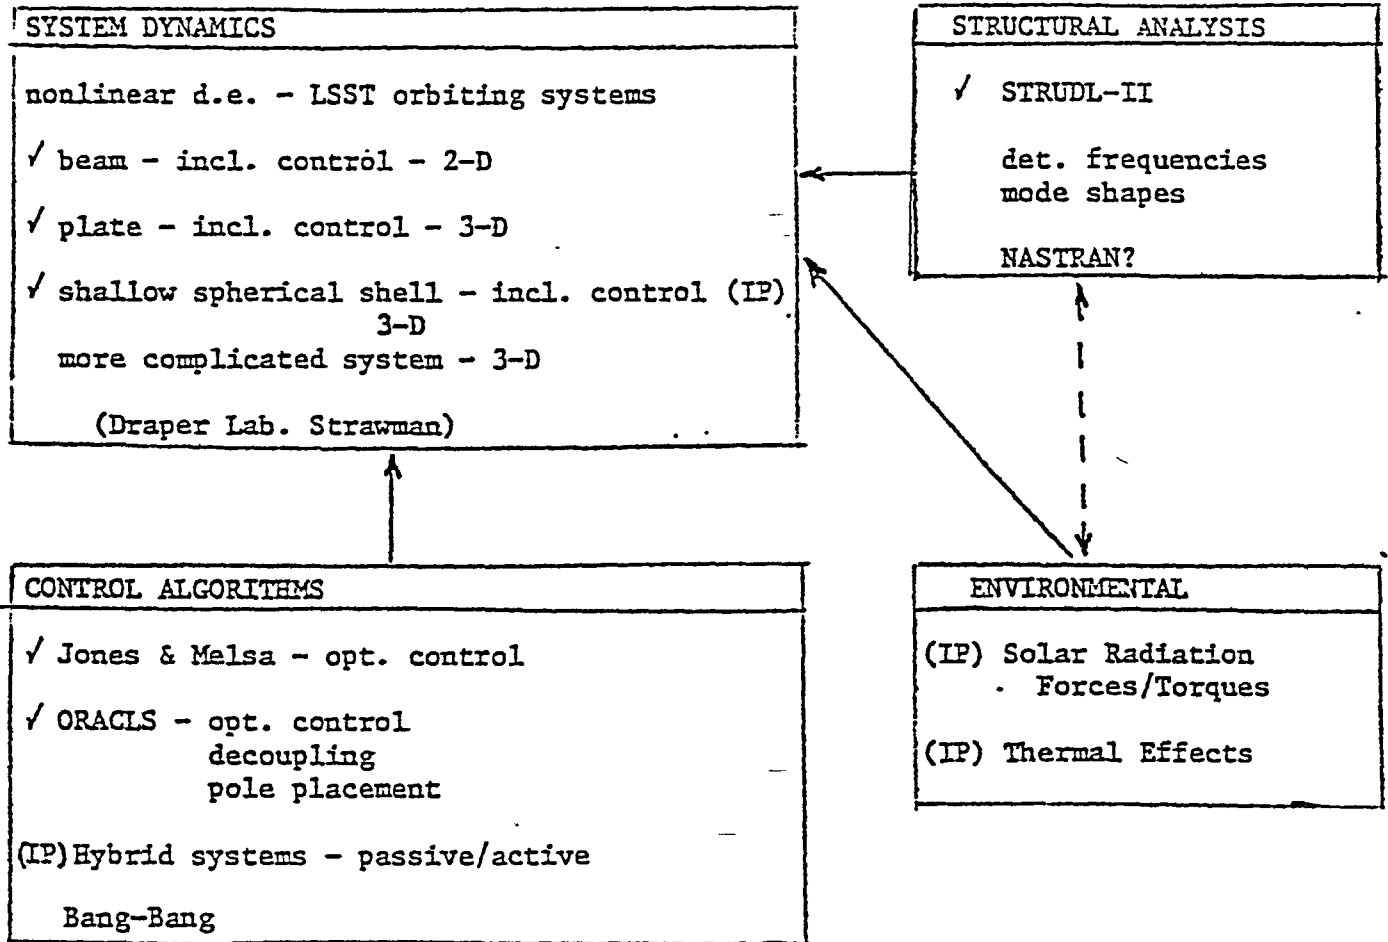 SYSTEM DYNAMICS
nonlinear d.e. - LSST orbiting systems
✓ beam - incl. control - 2-D
✓ plate - incl. control - 3-D
✓ shallow spherical shell - incl. control (IP)
3-D
more complicated system - 3-D
(Draper Lab. Strawman)
STRUCTURAL ANALYSIS
✓ STRUDL-II
det. frequencies
mode shapes
NASTRAN?
CONTROL ALGORITHMS
✓ Jones & Melsa - opt. control
✓ ORACLS - opt. control
decoupling
pole placement
(IP) Hybrid systems - passive/active
Bang-Bang
ENVIRONMENTAL
(IP) Solar Radiation
Forces/Torques
(IP) Thermal Effects